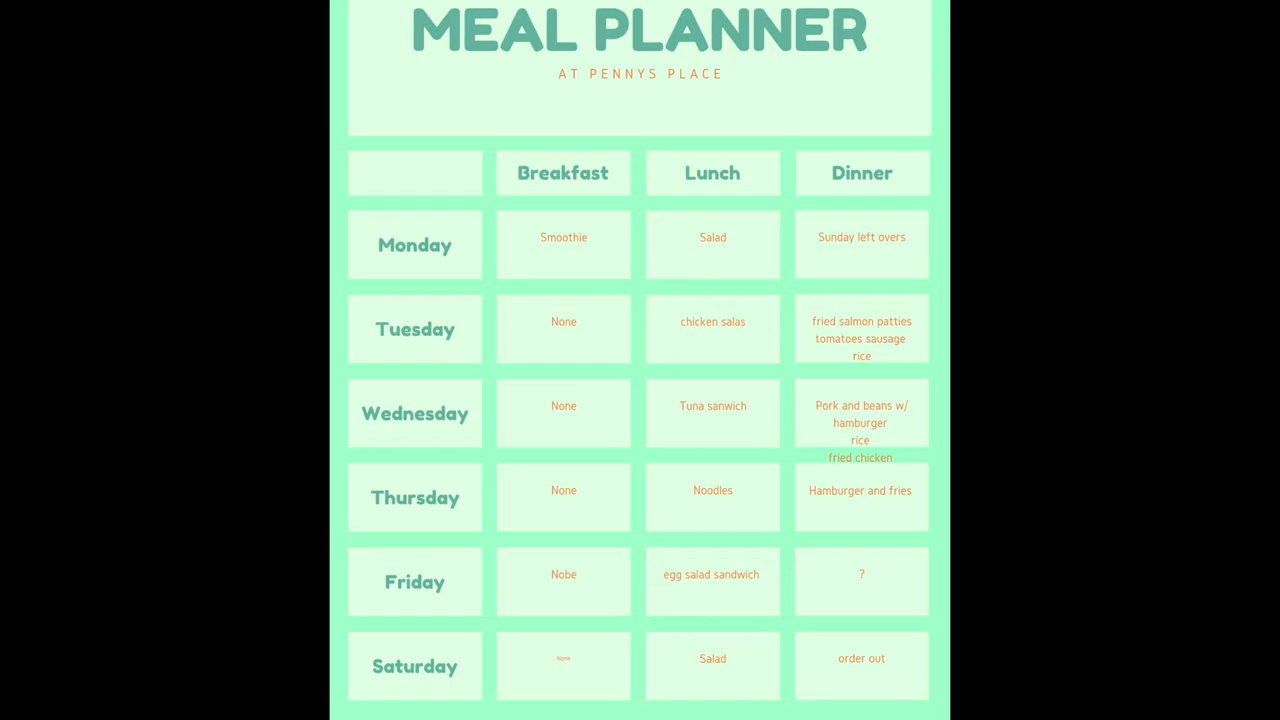 MEAL PLANNER
AT PENNYS PLACE
Breakfast Lunch Dinner
Monday Smoothie Salad Sunday left overs
Tuesday None chicken salas fried salmon patties
tomatoes sausage
rice
Wednesday None Tuna sanwich Pork and beans w/
hamburger
rice
fried chicken
Thursday None Noodles Hamburger and fries
Friday Nobe egg salad sandwich ?
Saturday None Salad order out